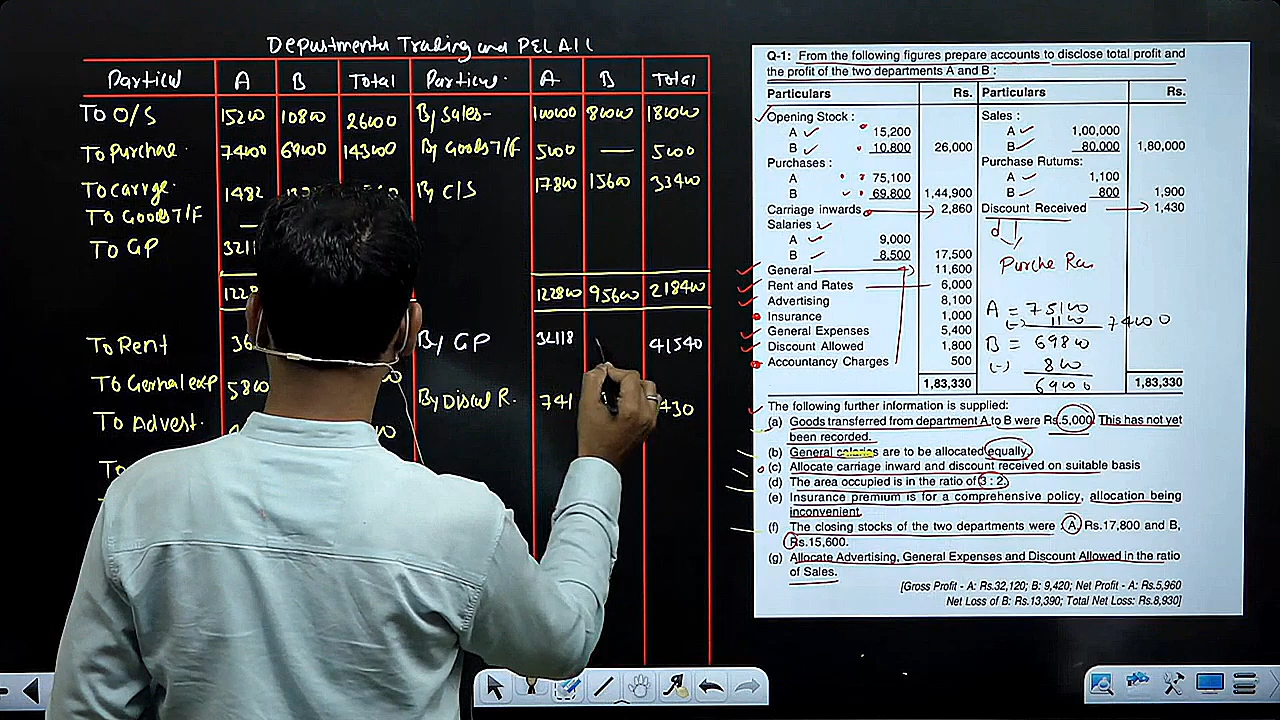 Departmental Trading and P&L A/c
Particul A B Total Particul. A B Total
To O/S 15200 10800 26000 By Sales- 100000 80000 180000
To Purchase. 74000 69000 143000 By Goods T/F 5000 — 5000
To Carrge. 1482 By C/S 17800 15600 33400
To Goods T/F —
To GP
122800 95600 218400
To Rent By GP 32118 41540
To Gernal exp 5800
To Advert. By Discul R. 741
Q-1: From the following figures prepare accounts to disclose total profit and
the profit of the two departments A and B :
Particulars Rs. Particulars Rs.
Opening Stock : Sales :
A 15,200 A 1,00,000
B 10,800 26,000 B 80,000 1,80,000
Purchases : Purchase Ruturns:
A 75,100 A 1,100
B 69,800 1,44,900 B 800 1,900
Carriage inwards 2,860 Discount Received 1,430
Salaries :
A 9,000
B 8,500 17,500
General 11,600
Rent and Rates 6,000
Advertising 8,100
Insurance 1,000
General Expenses 5,400
Discount Allowed 1,800
Accountancy Charges 500
1,83,330 1,83,330
Purche Ra.
A = 75100
(-) 1100 74000
B = 69800
(-) 800
69000
The following further information is supplied:
(a) Goods transferred from department A to B were Rs.5,000. This has not yet
been recorded.
(b) General salaries are to be allocated equally.
(c) Allocate carriage inward and discount received on suitable basis
(d) The area occupied is in the ratio of 3 : 2.
(e) Insurance premium is for a comprehensive policy, allocation being
inconvenient.
(f) The closing stocks of the two departments were A Rs.17,800 and B,
Rs.15,600.
(g) Allocate Advertising, General Expenses and Discount Allowed in the ratio
of Sales.
[Gross Profit - A: Rs.32,120; B: 9,420; Net Profit - A: Rs.5,960
Net Loss of B: Rs.13,390; Total Net Loss: Rs.8,930]